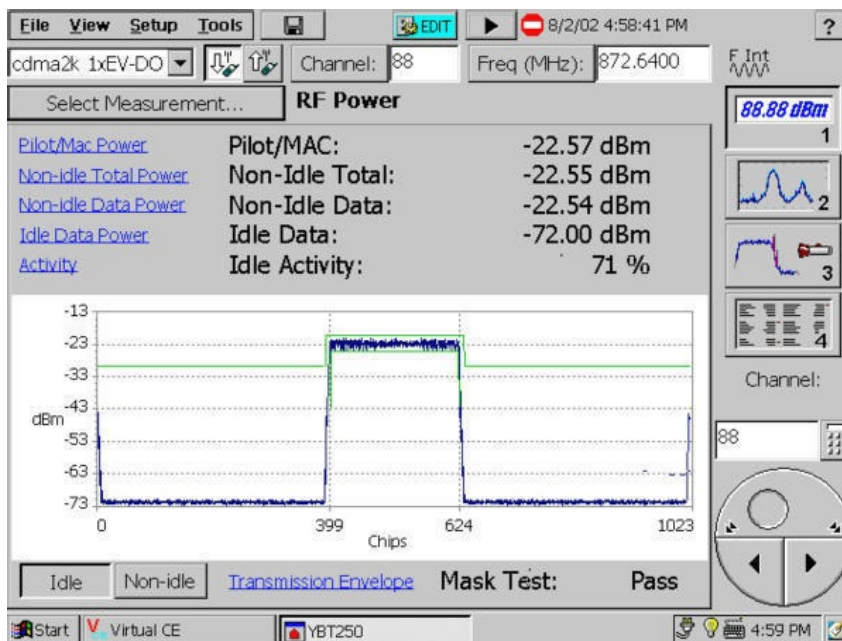 File View Setup Tools EDIT 8/2/02 4:58:41 PM ?
cdma2k 1xEV-DO Channel: 88 Freq (MHz): 872.6400 F Int
Select Measurement... RF Power
88.88 dBm
1
Pilot/Mac Power Pilot/MAC: -22.57 dBm
Non-idle Total Power Non-Idle Total: -22.55 dBm
Non-idle Data Power Non-Idle Data: -22.54 dBm
Idle Data Power Idle Data: -72.00 dBm
Activity Idle Activity: 71 %
2
3
4
Channel:
88
-13
-23
-33
-43
dBm
-53
-63
-73
0 399 624 1023
Chips
Idle Non-idle Transmission Envelope Mask Test: Pass
Start Virtual CE YBT250 4:59 PM